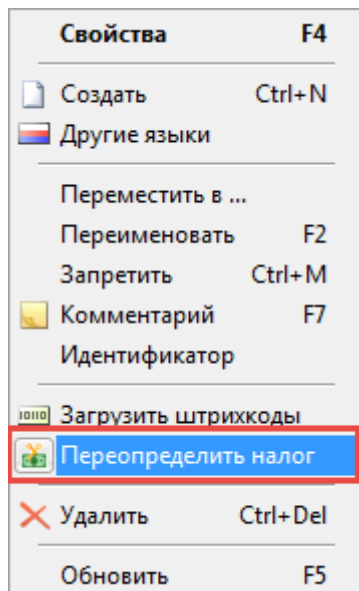 Свойства F4
Создать Ctrl+N
Другие языки
Переместить в ...
Переименовать F2
Запретить Ctrl+M
Комментарий F7
Идентификатор
Загрузить штрихкоды
Переопределить налог
Удалить Ctrl+Del
Обновить F5